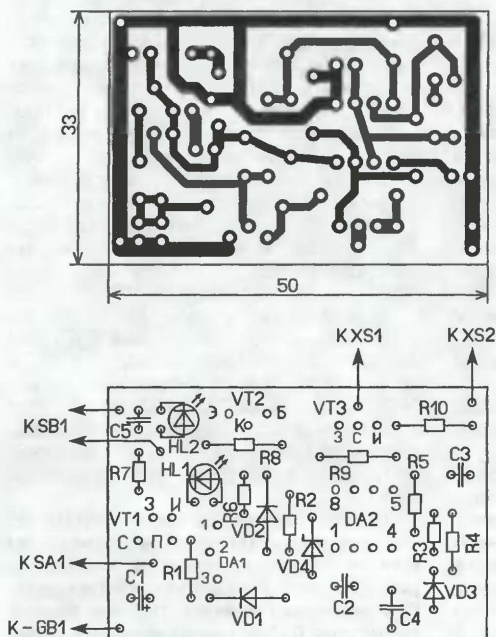 33
50
К XS1
К XS2
К SB1
К SA1
К - GB1
C5
HL2
Э
VT2
К
Б
VT3
З С И
R10
R7
HL1
R8
R9
R5
C3
З И
VT1
С П
R6
VD2
R2
8
5
DA2
1
4
1
2
DA1
3
R1
VD4
R3
R4
C1
+
VD1
C2
C4
VD3